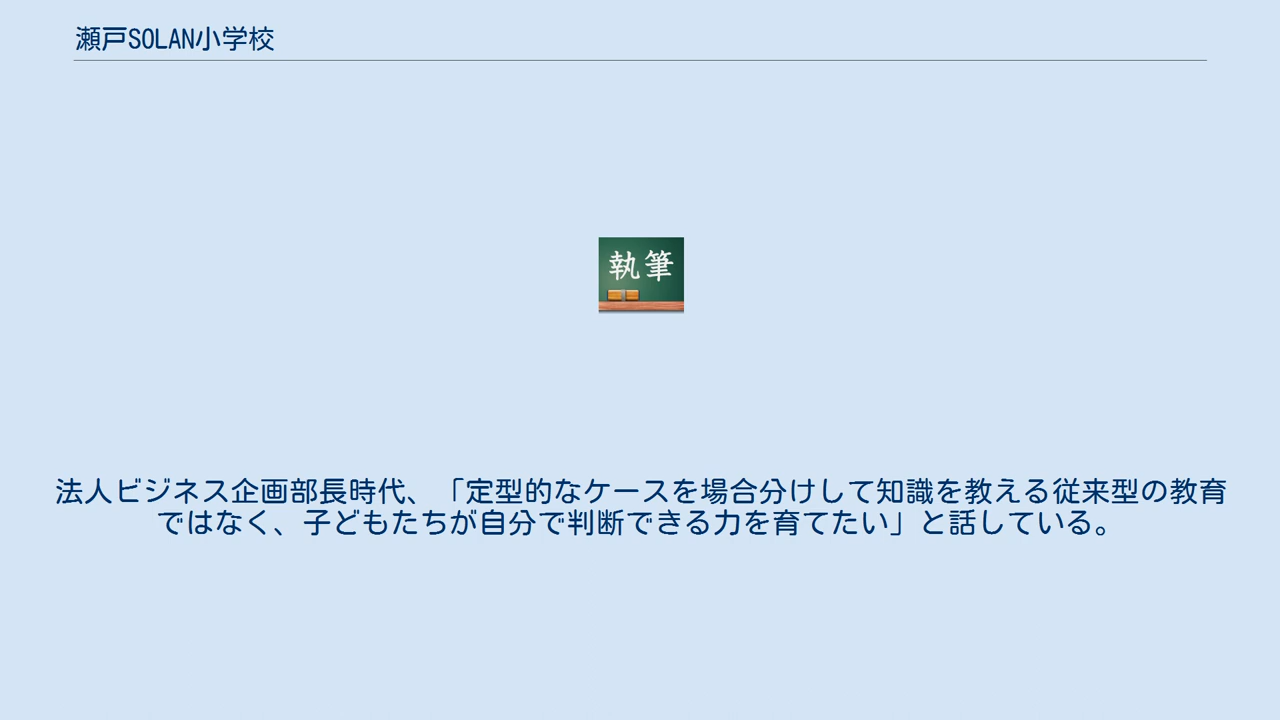 瀬戸SOLAN小学校
執筆
法人ビジネス企画部長時代、「定型的なケースを場合分けして知識を教える従来型の教育
ではなく、子どもたちが自分で判断できる力を育てたい」と話している。